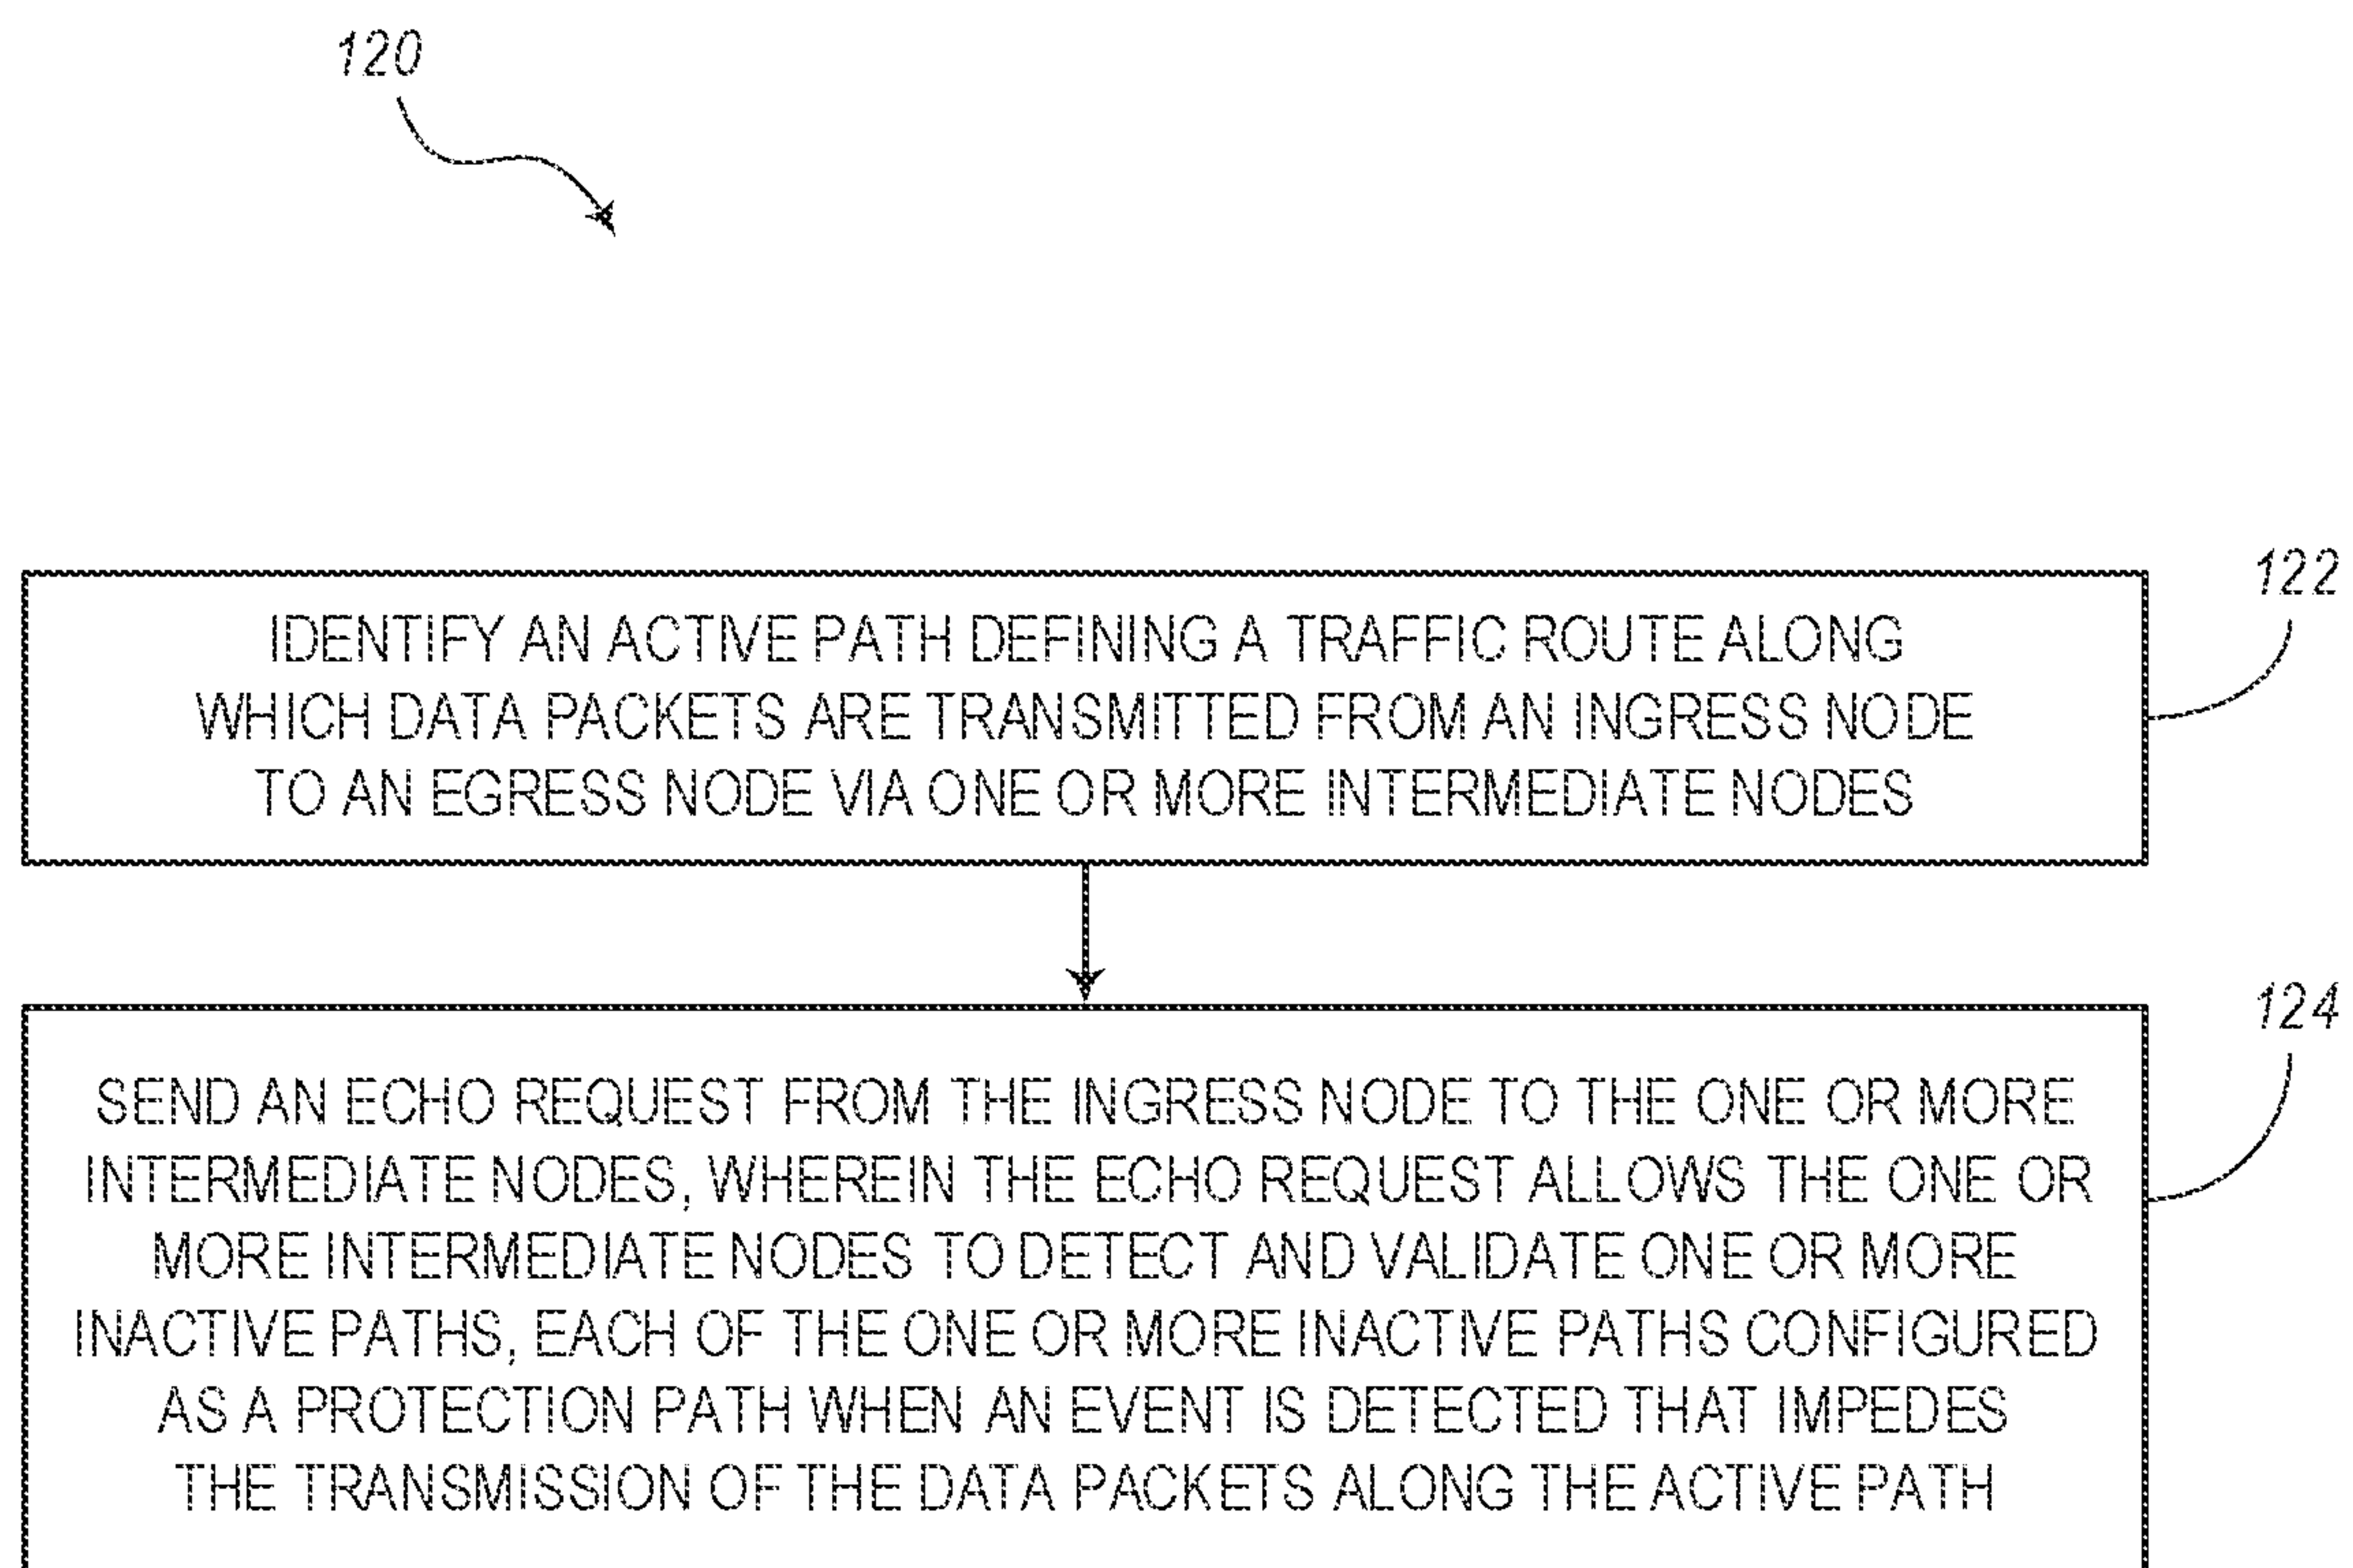 120
122
IDENTIFY AN ACTIVE PATH DEFINING A TRAFFIC ROUTE ALONG
WHICH DATA PACKETS ARE TRANSMITTED FROM AN INGRESS NODE
TO AN EGRESS NODE VIA ONE OR MORE INTERMEDIATE NODES
124
SEND AN ECHO REQUEST FROM THE INGRESS NODE TO THE ONE OR MORE
INTERMEDIATE NODES, WHEREIN THE ECHO REQUEST ALLOWS THE ONE OR
MORE INTERMEDIATE NODES TO DETECT AND VALIDATE ONE OR MORE
INACTIVE PATHS, EACH OF THE ONE OR MORE INACTIVE PATHS CONFIGURED
AS A PROTECTION PATH WHEN AN EVENT IS DETECTED THAT IMPEDES
THE TRANSMISSION OF THE DATA PACKETS ALONG THE ACTIVE PATH